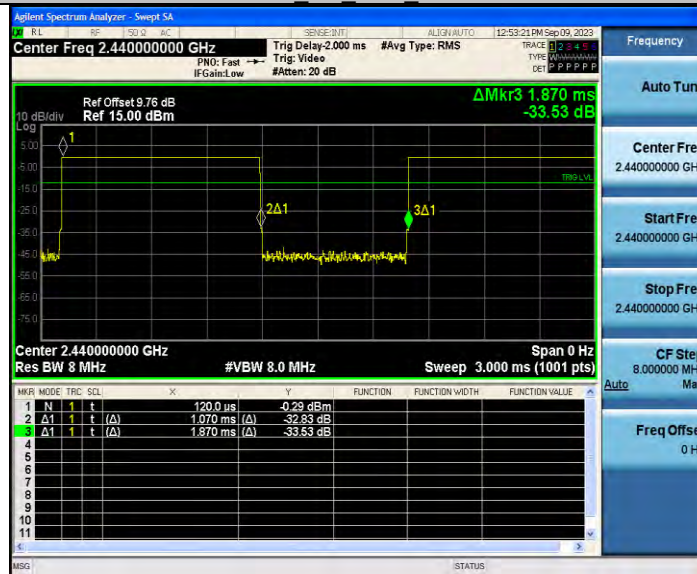 Agilent Spectrum Analyzer - Swept SA
RL RF 50 Ω AC SENSE:INT ALIGN AUTO 12:53:21 PM Sep 09, 2023
Center Freq 2.440000000 GHz
PNO: Fast
IFGain:Low
Trig Delay-2.000 ms
Trig: Video
#Atten: 20 dB
#Avg Type: RMS
TRACE 1 2 3 4 5 6
TYPE
DET P P P P P P
Ref Offset 9.76 dB
10 dB/div Ref 15.00 dBm
Log
ΔMkr3 1.870 ms
-33.53 dB
5.00
-5.00
-15.0
-25.0
-35.0
-45.0
-55.0
-65.0
-75.0
1
2Δ1
3Δ1
TRIG LVL
Center 2.440000000 GHz Span 0 Hz
Res BW 8 MHz #VBW 8.0 MHz Sweep 3.000 ms (1001 pts)
MKR MODE TRC SCL X Y FUNCTION FUNCTION WIDTH FUNCTION VALUE
1 N 1 t 120.0 us -0.29 dBm
2 Δ1 1 t (Δ) 1.070 ms (Δ) -32.83 dB
3 Δ1 1 t (Δ) 1.870 ms (Δ) -33.53 dB
4
5
6
7
8
9
10
11
MSG STATUS
Frequency
Auto Tun
Center Fre
2.440000000 GH
Start Fre
2.440000000 GH
Stop Fre
2.440000000 GH
CF Ste
8.000000 MH
Auto Ma
Freq Offse
0 H